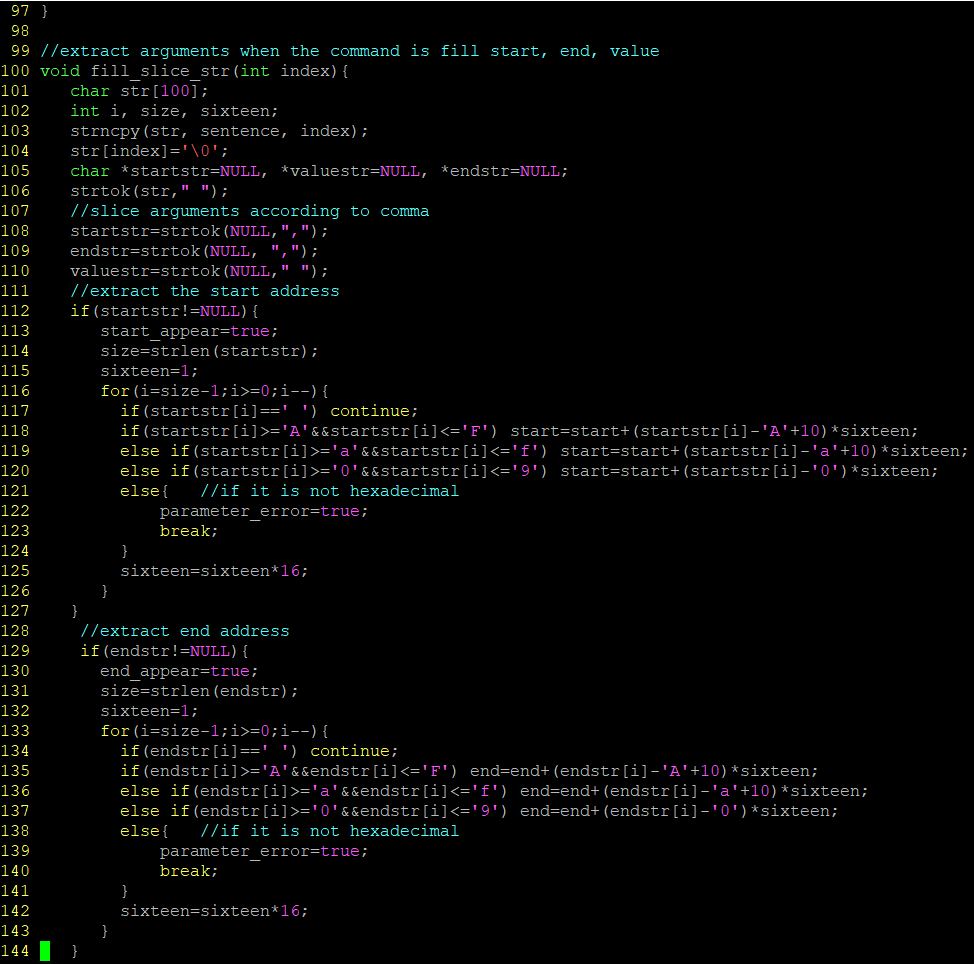 97 }
98
99 //extract arguments when the command is fill start, end, value
100 void fill_slice_str(int index){
101    char str[100];
102    int i, size, sixteen;
103    strncpy(str, sentence, index);
104    str[index]='\0';
105    char *startstr=NULL, *valuestr=NULL, *endstr=NULL;
106    strtok(str," ");
107    //slice arguments according to comma
108    startstr=strtok(NULL,",");
109    endstr=strtok(NULL, ",");
110    valuestr=strtok(NULL," ");
111    //extract the start address
112    if(startstr!=NULL){
113       start_appear=true;
114       size=strlen(startstr);
115       sixteen=1;
116       for(i=size-1;i>=0;i--){
117         if(startstr[i]==' ') continue;
118         if(startstr[i]>='A'&&startstr[i]<='F') start=start+(startstr[i]-'A'+10)*sixteen;
119         else if(startstr[i]>='a'&&startstr[i]<='f') start=start+(startstr[i]-'a'+10)*sixteen;
120         else if(startstr[i]>='0'&&startstr[i]<='9') start=start+(startstr[i]-'0')*sixteen;
121         else{   //if it is not hexadecimal
122             parameter_error=true;
123             break;
124         }
125         sixteen=sixteen*16;
126       }
127    }
128     //extract end address
129     if(endstr!=NULL){
130       end_appear=true;
131       size=strlen(endstr);
132       sixteen=1;
133       for(i=size-1;i>=0;i--){
134         if(endstr[i]==' ') continue;
135         if(endstr[i]>='A'&&endstr[i]<='F') end=end+(endstr[i]-'A'+10)*sixteen;
136         else if(endstr[i]>='a'&&endstr[i]<='f') end=end+(endstr[i]-'a'+10)*sixteen;
137         else if(endstr[i]>='0'&&endstr[i]<='9') end=end+(endstr[i]-'0')*sixteen;
138         else{   //if it is not hexadecimal
139             parameter_error=true;
140             break;
141         }
142         sixteen=sixteen*16;
143       }
144    }